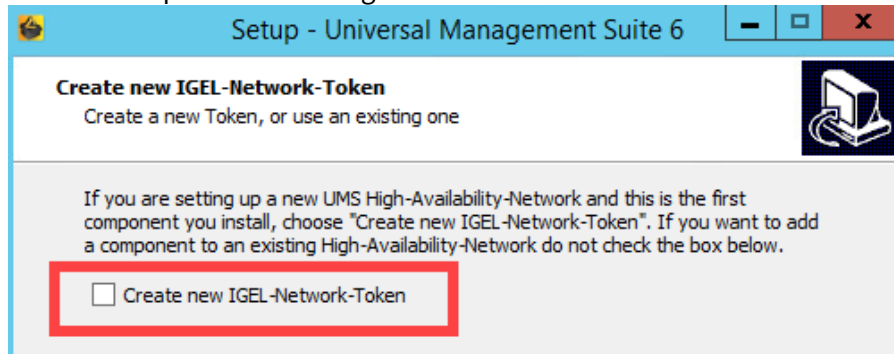 Setup - Universal Management Suite 6
Create new IGEL-Network-Token
Create a new Token, or use an existing one
If you are setting up a new UMS High-Availability-Network and this is the first
component you install, choose "Create new IGEL-Network-Token". If you want to add
a component to an existing High-Availability-Network do not check the box below.
Create new IGEL-Network-Token